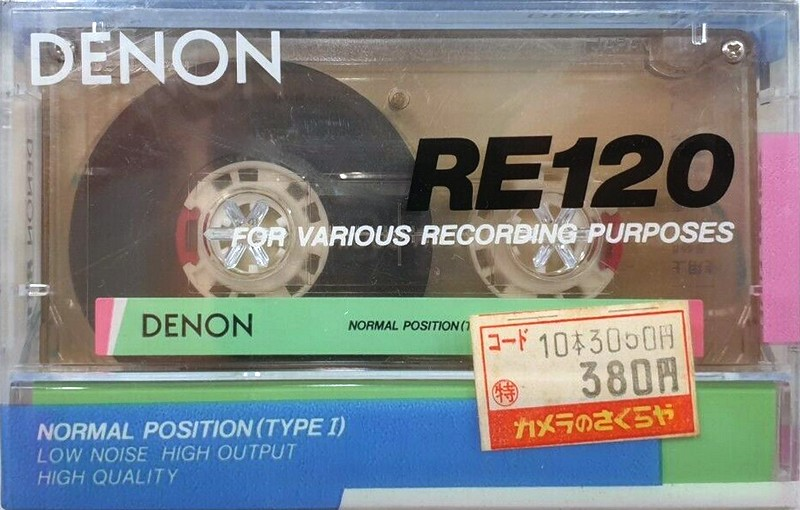 DENON
RE120
FOR VARIOUS RECORDING PURPOSES
DENON
NORMAL POSITION(T
コード 10本3060円
特 380円
カメラのさくらや
NORMAL POSITION(TYPE I)
LOW NOISE HIGH OUTPUT
HIGH QUALITY